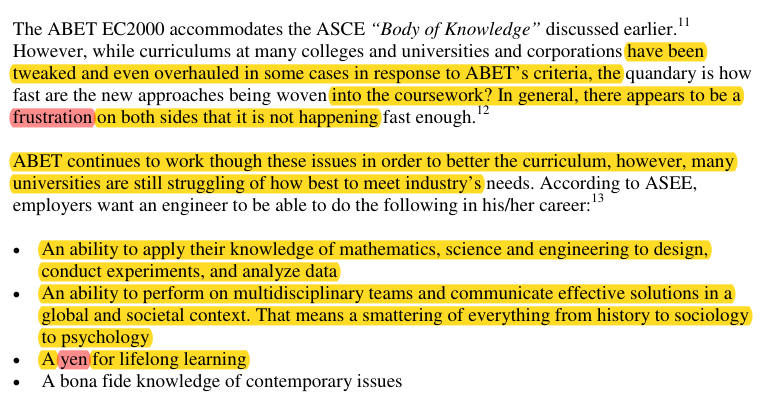 The ABET EC2000 accommodates the ASCE “Body of Knowledge” discussed earlier.11
However, while curriculums at many colleges and universities and corporations have been
tweaked and even overhauled in some cases in response to ABET’s criteria, the quandary is how
fast are the new approaches being woven into the coursework? In general, there appears to be a
frustration on both sides that it is not happening fast enough.12
ABET continues to work though these issues in order to better the curriculum, however, many
universities are still struggling of how best to meet industry’s needs. According to ASEE,
employers want an engineer to be able to do the following in his/her career:13
• An ability to apply their knowledge of mathematics, science and engineering to design,
conduct experiments, and analyze data
• An ability to perform on multidisciplinary teams and communicate effective solutions in a
global and societal context. That means a smattering of everything from history to sociology
to psychology
• A yen for lifelong learning
• A bona fide knowledge of contemporary issues